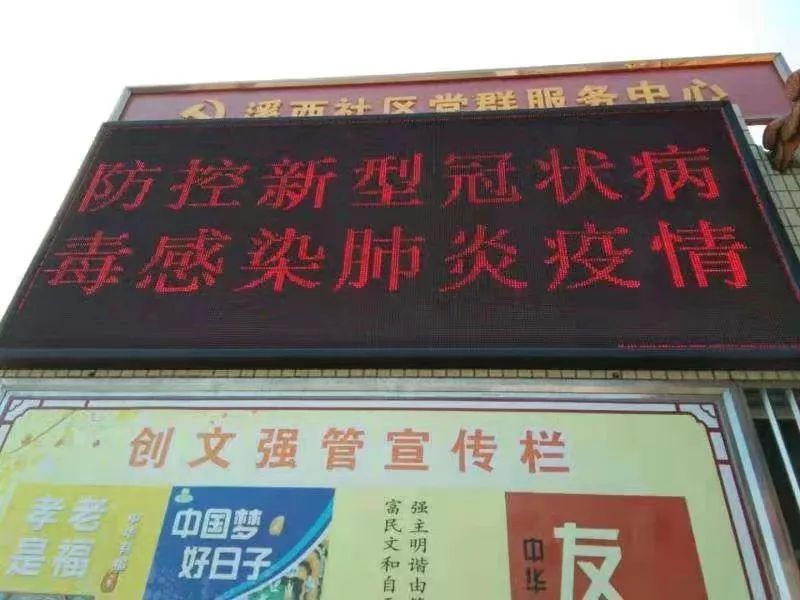 溪西社区党群服务中心
防控新型冠状病
毒感染肺炎疫情
创文强管宣传栏
孝老
是福
中国梦
好日子
富民文和自
强主明谐由
中华
友